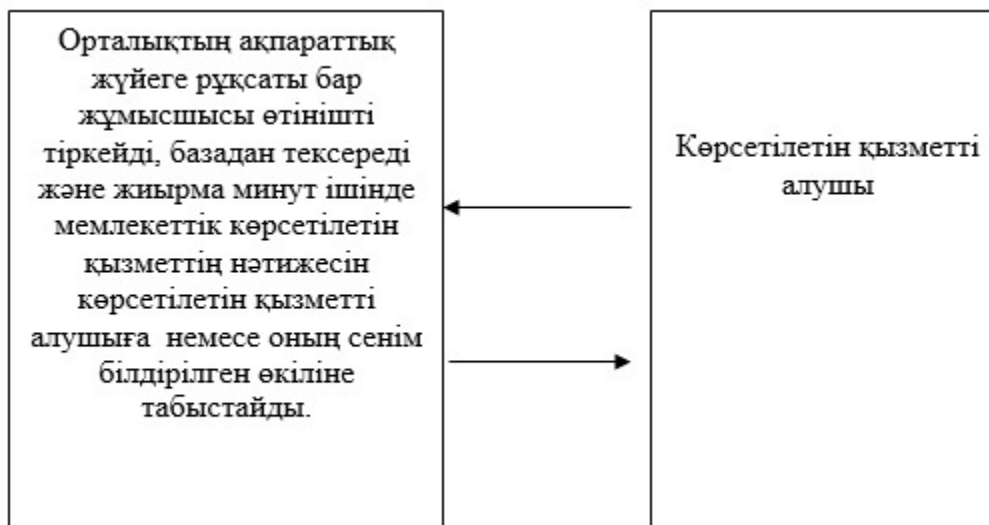 Орталықтың ақпараттық
жүйеге рұқсаты бар
жұмысшысы өтінішті
тіркейді, базадан тексереді
және жиырма минут ішінде
мемлекеттік көрсетілетін
қызметтің нәтижесін
көрсетілетін қызметті
алушыға немесе оның сенім
білдірілген өкіліне
табыстайды.
Көрсетілетін қызметті
алушы